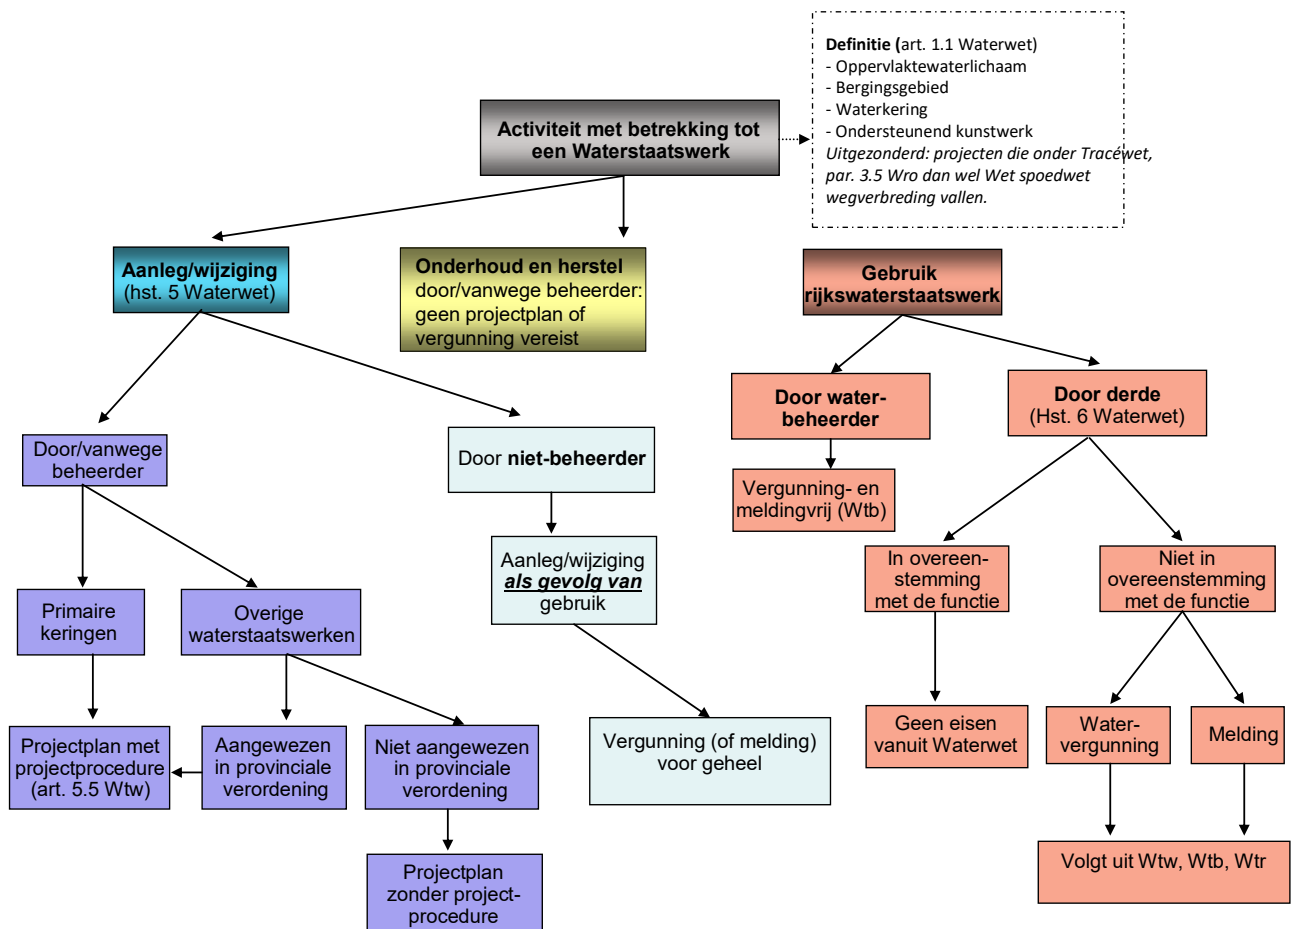 Definitie (art. 1.1 Waterwet)
- Oppervlaktewaterlichaam
- Bergingsgebied
- Waterkering
- Ondersteunend kunstwerk
Uitgezonderd: projecten die onder Tracéwet,
par. 3.5 Wro dan wel Wet spoedwet
wegverbreding vallen.
Activiteit met betrekking tot
een Waterstaatswerk
Aanleg/wijziging
(hst. 5 Waterwet)
Onderhoud en herstel
door/vanwege beheerder:
geen projectplan of
vergunning vereist
Gebruik
rijkswaterstaatswerk
Door water-
beheerder
Door derde
(Hst. 6 Waterwet)
Door/vanwege
beheerder
Door niet-beheerder
Vergunning- en
meldingvrij (Wtb)
Aanleg/wijziging
als gevolg van
gebruik
In overeen-
stemming
met de functie
Niet in
overeenstemming
met de functie
Primaire
keringen
Overige
waterstaatswerken
Projectplan met
projectprocedure
(art. 5.5 Wtw)
Aangewezen
in provinciale
verordening
Niet aangewezen
in provinciale
verordening
Vergunning (of melding)
voor geheel
Geen eisen
vanuit Waterwet
Water-
vergunning
Melding
Projectplan
zonder project-
procedure
Volgt uit Wtw, Wtb, Wtr